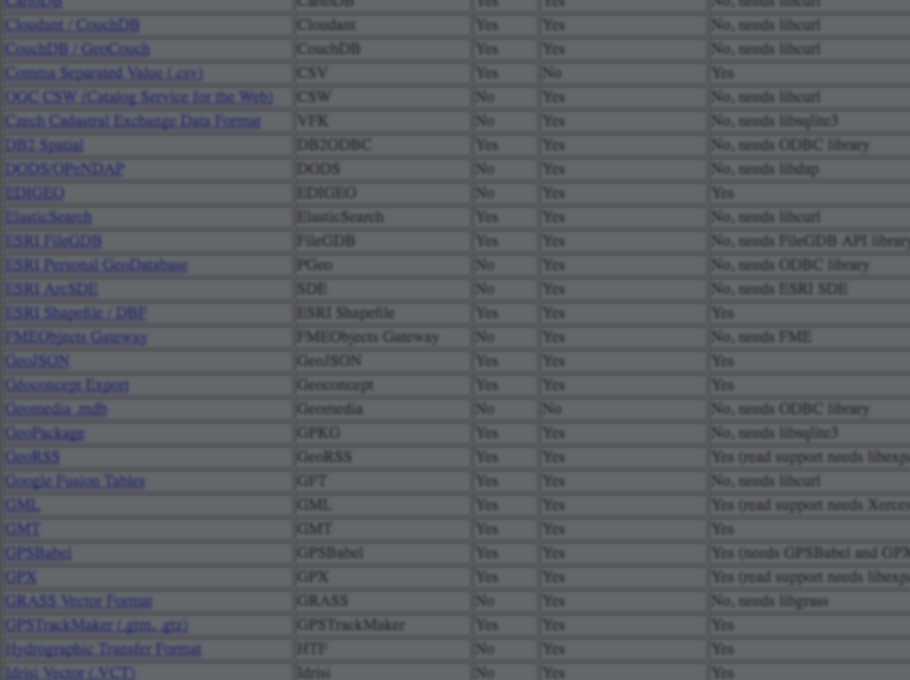 CartoDB CartoDB Yes Yes No, needs libcurl
Cloudant / CouchDB Cloudant Yes Yes No, needs libcurl
CouchDB / GeoCouch CouchDB Yes Yes No, needs libcurl
Comma Separated Value (.csv) CSV Yes No Yes
OGC CSW (Catalog Service for the Web) CSW No Yes No, needs libcurl
Czech Cadastral Exchange Data Format VFK No Yes No, needs libsqlite3
DB2 Spatial DB2ODBC Yes Yes No, needs ODBC library
DODS/OPeNDAP DODS No Yes No, needs libdap
EDIGEO EDIGEO No Yes Yes
ElasticSearch ElasticSearch Yes Yes No, needs libcurl
ESRI FileGDB FileGDB Yes Yes No, needs FileGDB API library
ESRI Personal GeoDatabase PGeo No Yes No, needs ODBC library
ESRI ArcSDE SDE No Yes No, needs ESRI SDE
ESRI Shapefile / DBF ESRI Shapefile Yes Yes Yes
FMEObjects Gateway FMEObjects Gateway No Yes No, needs FME
GeoJSON GeoJSON Yes Yes Yes
Géoconcept Export Geoconcept Yes Yes Yes
Geomedia .mdb Geomedia No No No, needs ODBC library
GeoPackage GPKG Yes Yes No, needs libsqlite3
GeoRSS GeoRSS Yes Yes Yes (read support needs libexpa
Google Fusion Tables GFT Yes Yes No, needs libcurl
GML GML Yes Yes Yes (read support needs Xerces
GMT GMT Yes Yes Yes
GPSBabel GPSBabel Yes Yes Yes (needs GPSBabel and GPX
GPX GPX Yes Yes Yes (read support needs libexpa
GRASS Vector Format GRASS No Yes No, needs libgrass
GPSTrackMaker (.gtm, .gtz) GPSTrackMaker Yes Yes Yes
Hydrographic Transfer Format HTF No Yes Yes
Idrisi Vector (.VCT) Idrisi No Yes Yes